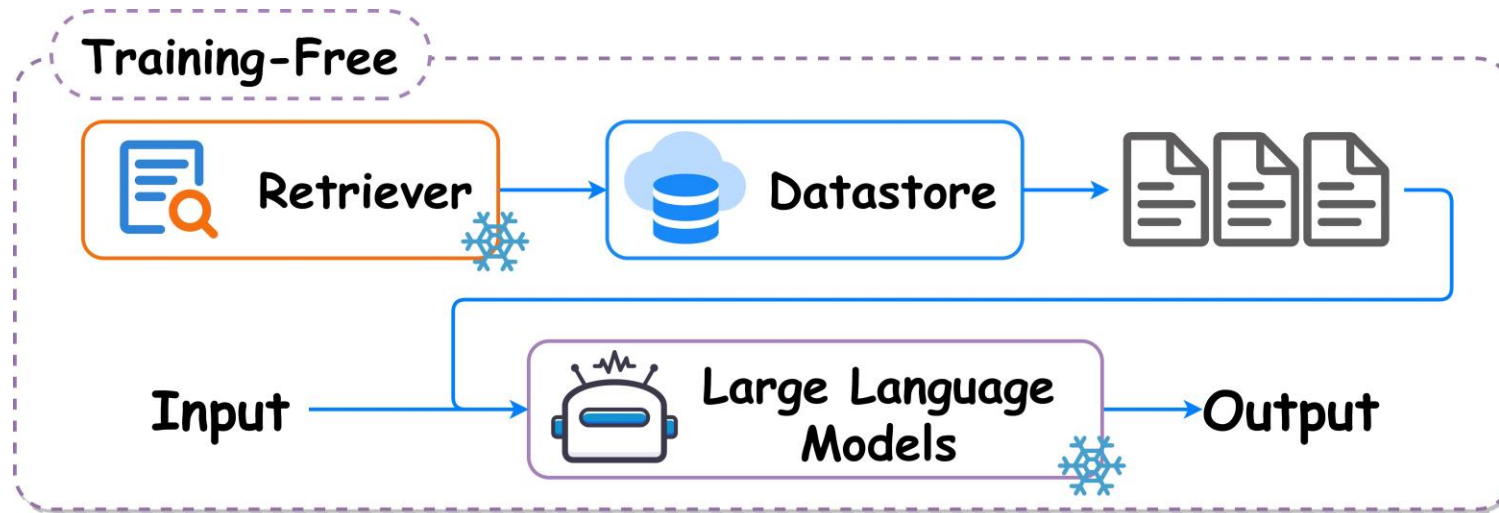 Training-Free
Retriever
Datastore
Input
Large Language
Models
Output